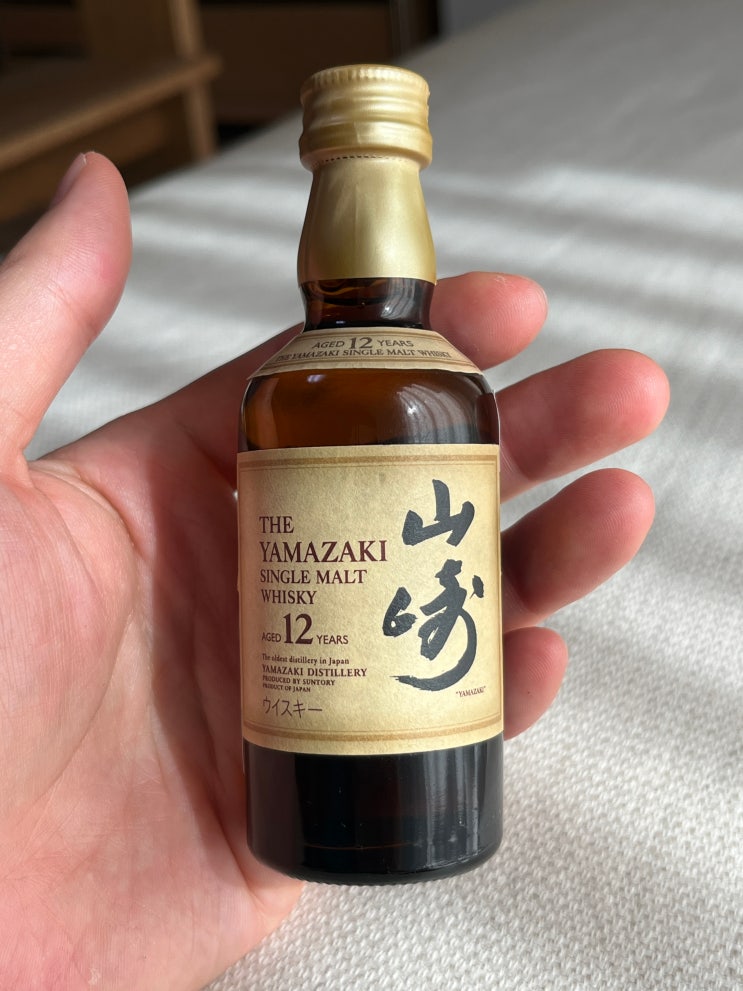 AGED 12 YEARS
THE YAMAZAKI SINGLE MALT WHISKY
THE
YAMAZAKI
SINGLE MALT
WHISKY
AGED 12 YEARS
The oldest distillery in Japan
YAMAZAKI DISTILLERY
PRODUCED BY SUNTORY
PRODUCT OF JAPAN
ウイスキー
山崎
"YAMAZAKI"